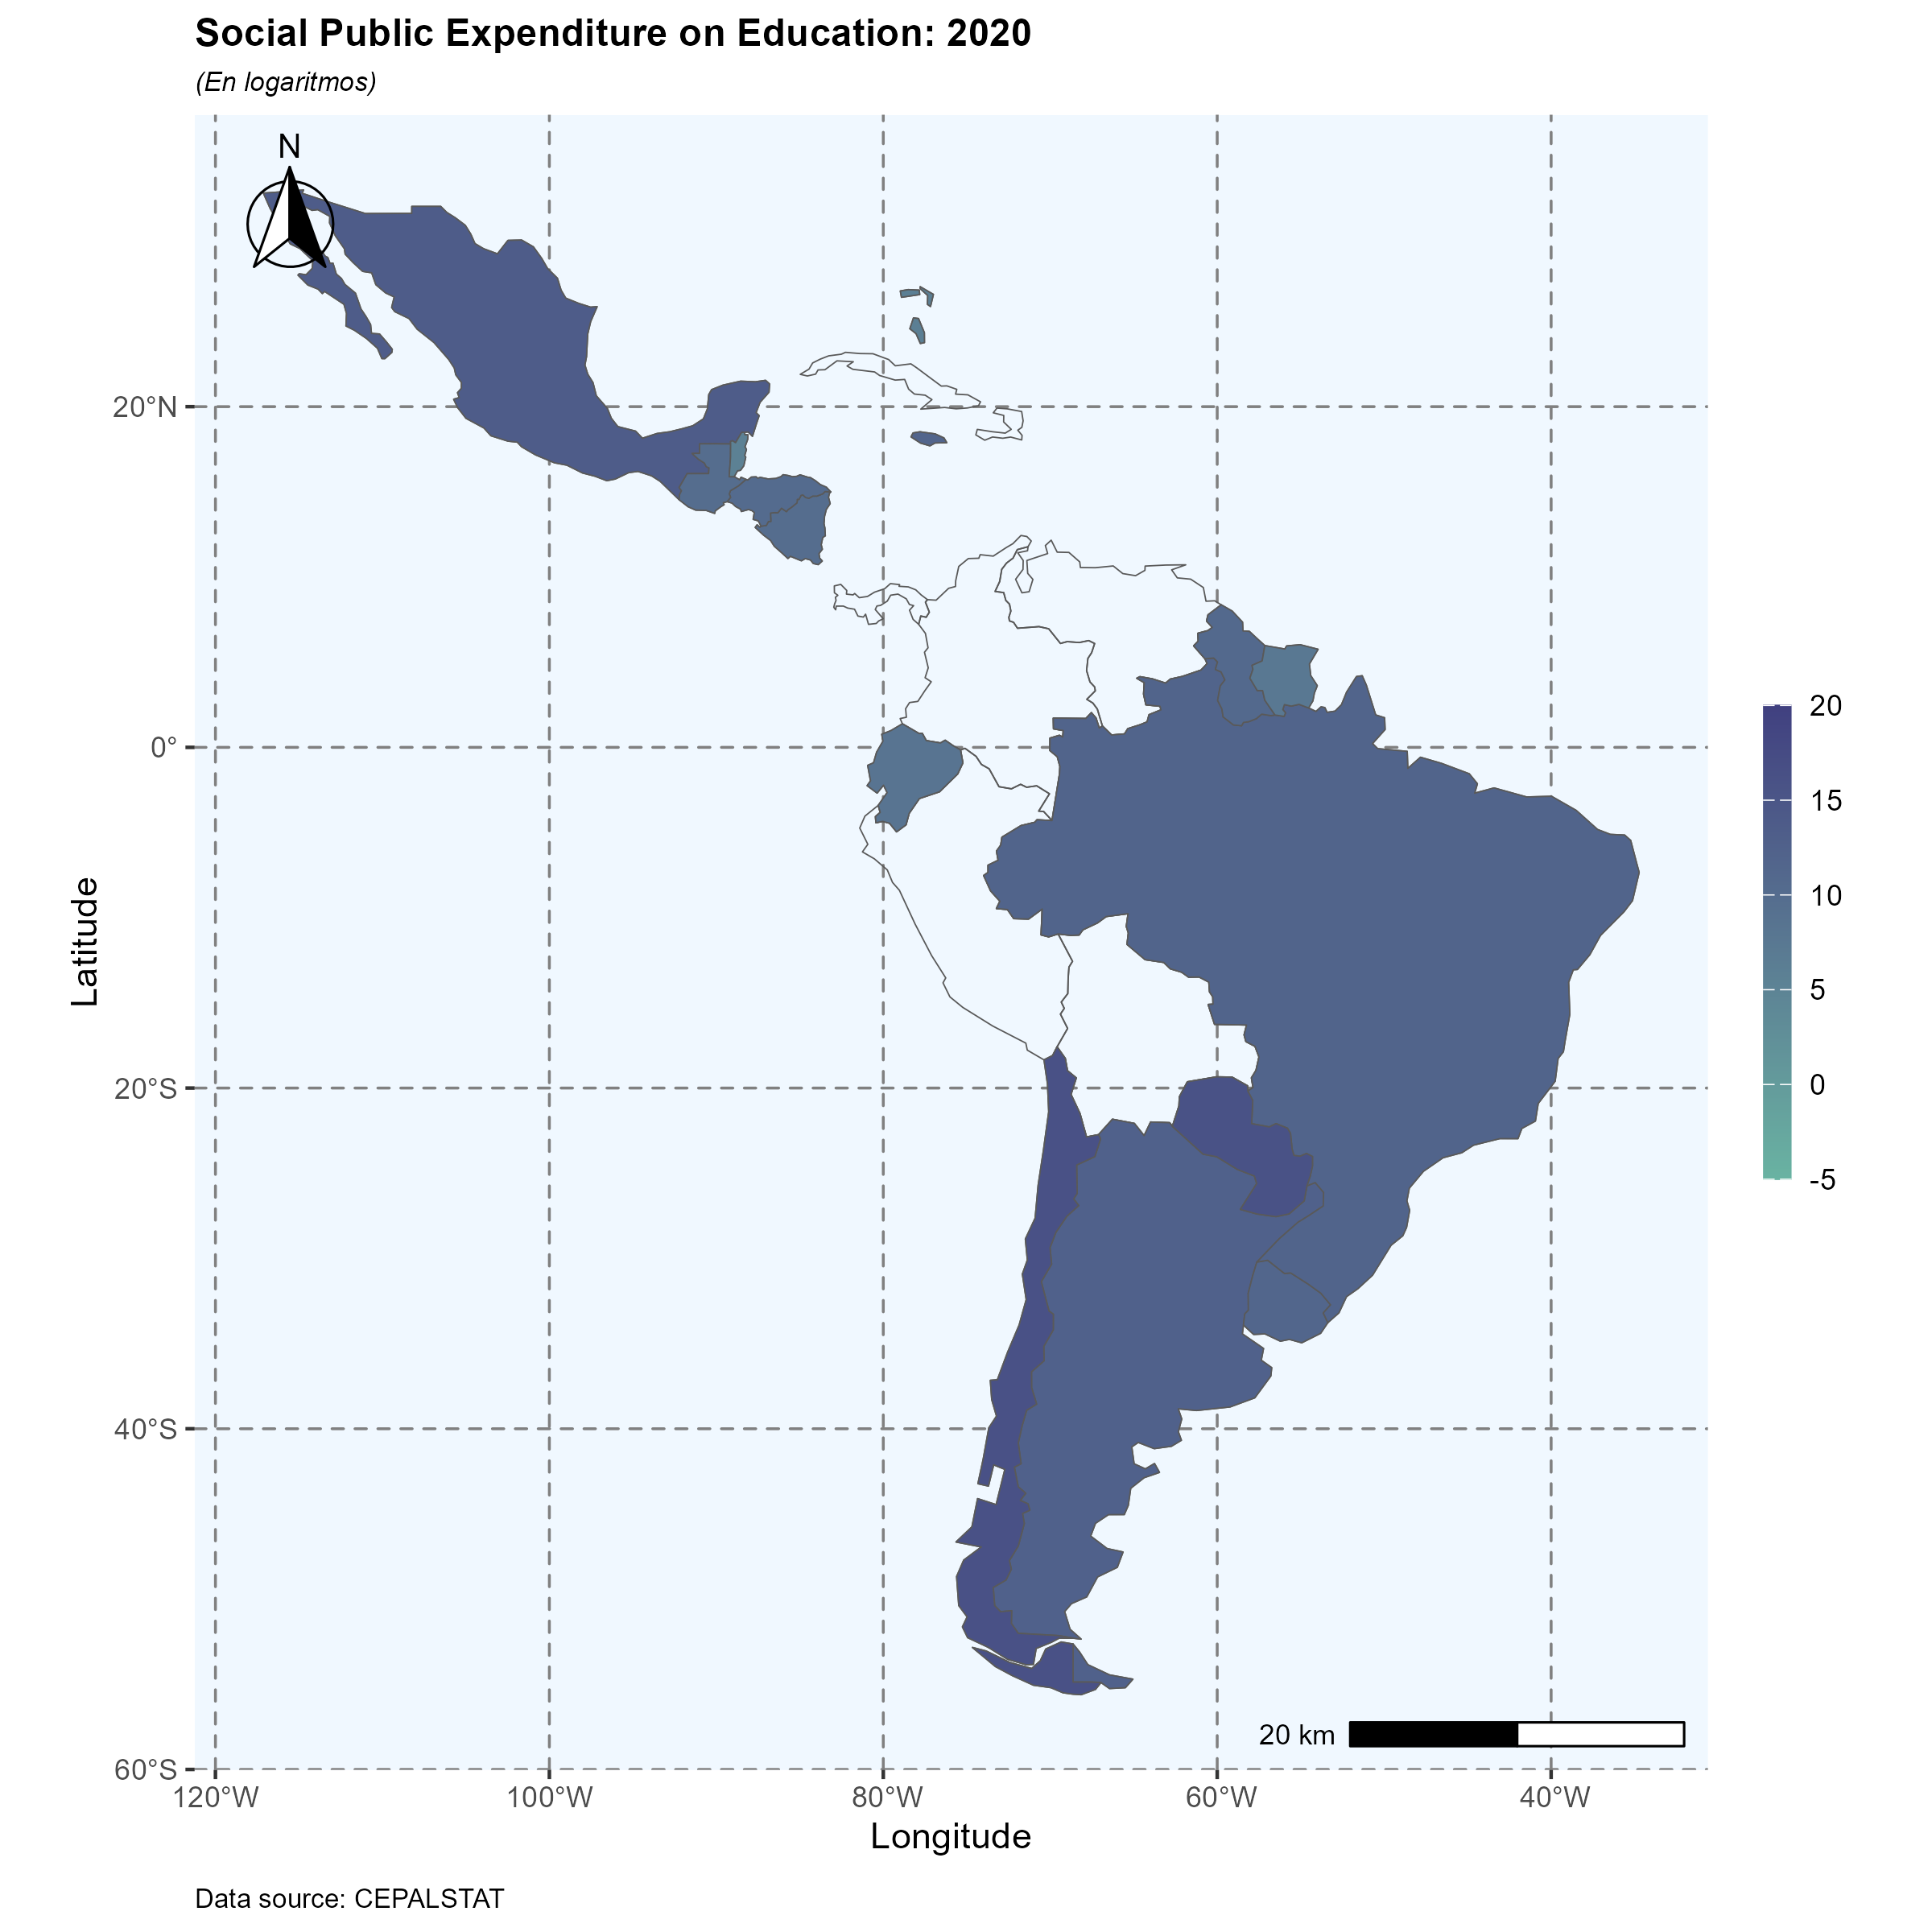 Social Public Expenditure on Education: 2020
(En logaritmos)
N
20°N
0°
20°S
40°S
60°S
Latitude
120°W 100°W 80°W 60°W 40°W
Longitude
20
15
10
5
0
-5
20 km
Data source: CEPALSTAT